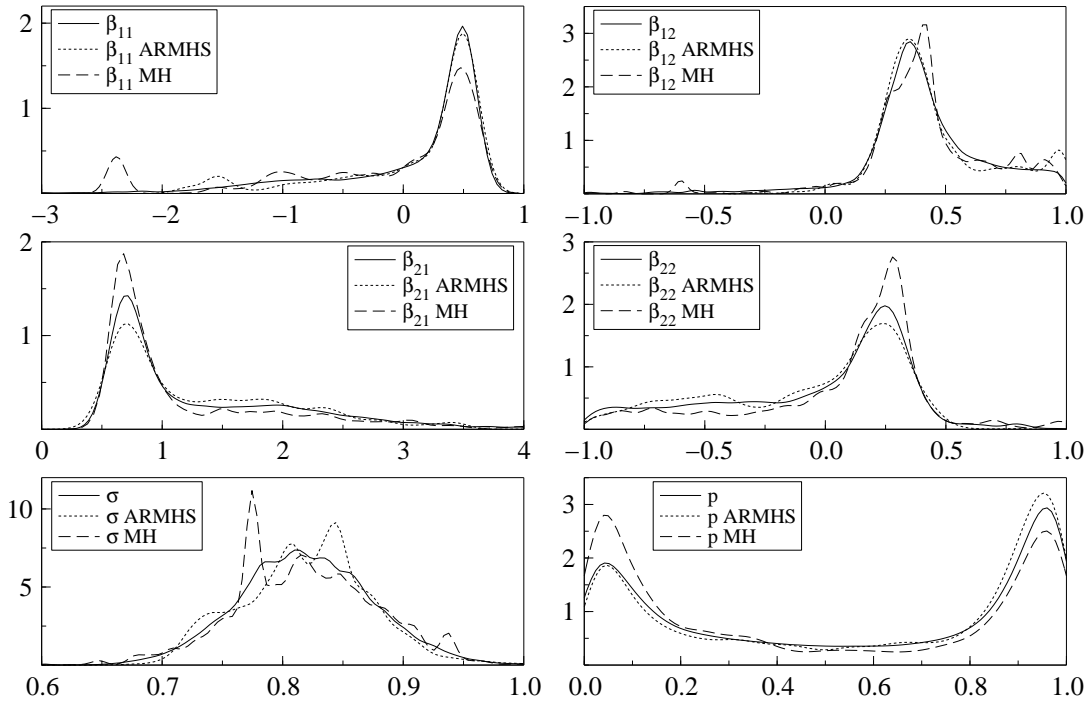 2
β₁₁
β₁₁ ARMHS
β₁₁ MH
1
−3 −2 −1 0 1
3
β₁₂
β₁₂ ARMHS
β₁₂ MH
2
1
−1.0 −0.5 0.0 0.5 1.0
2
β₂₁
β₂₁ ARMHS
β₂₁ MH
1
0 1 2 3 4
3
β₂₂
β₂₂ ARMHS
β₂₂ MH
2
1
−1.0 −0.5 0.0 0.5 1.0
σ
10
σ ARMHS
σ MH
5
0.6 0.7 0.8 0.9 1.0
3
p
p ARMHS
p MH
2
1
0.0 0.2 0.4 0.6 0.8 1.0